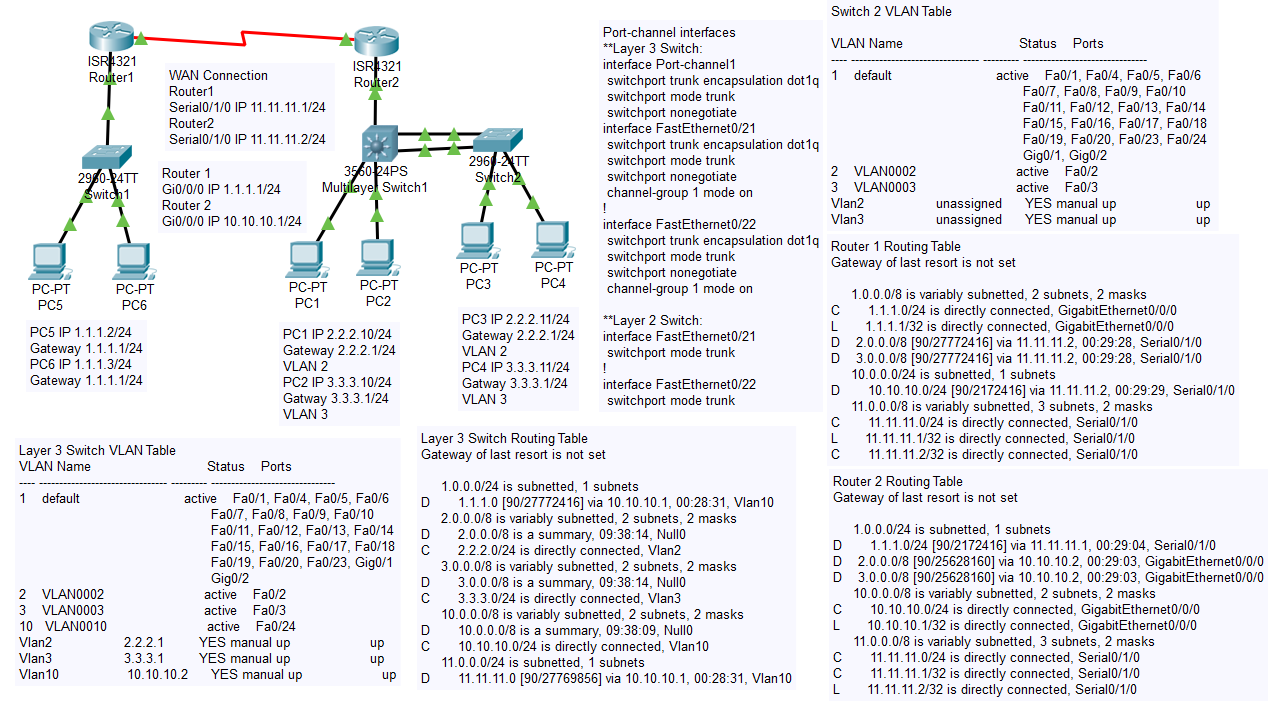 ISR4321
Router1
ISR4321
Router2
WAN Connection
Router1
Serial0/1/0 IP 11.11.11.1/24
Router2
Serial0/1/0 IP 11.11.11.2/24
Router 1
Gi0/0/0 IP 1.1.1.1/24
Router 2
Gi0/0/0 IP 10.10.10.1/24
2960-24TT
Switch1
3560-24PS
Multilayer Switch1
2960-24TT
Switch2
PC-PT
PC5
PC-PT
PC6
PC-PT
PC1
PC-PT
PC2
PC-PT
PC3
PC-PT
PC4
PC5 IP 1.1.1.2/24
Gateway 1.1.1.1/24
PC6 IP 1.1.1.3/24
Gateway 1.1.1.1/24
PC1 IP 2.2.2.10/24
Gateway 2.2.2.1/24
VLAN 2
PC2 IP 3.3.3.10/24
Gatway 3.3.3.1/24
VLAN 3
PC3 IP 2.2.2.11/24
Gateway 2.2.2.1/24
VLAN 2
PC4 IP 3.3.3.11/24
Gatway 3.3.3.1/24
VLAN 3
Port-channel interfaces
**Layer 3 Switch:
interface Port-channel1
switchport trunk encapsulation dot1q
switchport mode trunk
switchport nonegotiate
interface FastEthernet0/21
switchport trunk encapsulation dot1q
switchport mode trunk
switchport nonegotiate
channel-group 1 mode on
!
interface FastEthernet0/22
switchport trunk encapsulation dot1q
switchport mode trunk
switchport nonegotiate
channel-group 1 mode on
**Layer 2 Switch:
interface FastEthernet0/21
switchport mode trunk
!
interface FastEthernet0/22
switchport mode trunk
Switch 2 VLAN Table
VLAN Name Status Ports
---- -------------------------------- --------- -------------------------------
1 default active Fa0/1, Fa0/4, Fa0/5, Fa0/6
Fa0/7, Fa0/8, Fa0/9, Fa0/10
Fa0/11, Fa0/12, Fa0/13, Fa0/14
Fa0/15, Fa0/16, Fa0/17, Fa0/18
Fa0/19, Fa0/20, Fa0/23, Fa0/24
Gig0/1, Gig0/2
2 VLAN0002 active Fa0/2
3 VLAN0003 active Fa0/3
Vlan2 unassigned YES manual up up
Vlan3 unassigned YES manual up up
Router 1 Routing Table
Gateway of last resort is not set
1.0.0.0/8 is variably subnetted, 2 subnets, 2 masks
C 1.1.1.0/24 is directly connected, GigabitEthernet0/0/0
L 1.1.1.1/32 is directly connected, GigabitEthernet0/0/0
D 2.0.0.0/8 [90/27772416] via 11.11.11.2, 00:29:28, Serial0/1/0
D 3.0.0.0/8 [90/27772416] via 11.11.11.2, 00:29:28, Serial0/1/0
10.0.0.0/24 is subnetted, 1 subnets
D 10.10.10.0/24 [90/2172416] via 11.11.11.2, 00:29:29, Serial0/1/0
11.0.0.0/8 is variably subnetted, 3 subnets, 2 masks
C 11.11.11.0/24 is directly connected, Serial0/1/0
L 11.11.11.1/32 is directly connected, Serial0/1/0
C 11.11.11.2/32 is directly connected, Serial0/1/0
Layer 3 Switch VLAN Table
VLAN Name Status Ports
---- -------------------------------- --------- -------------------------------
1 default active Fa0/1, Fa0/4, Fa0/5, Fa0/6
Fa0/7, Fa0/8, Fa0/9, Fa0/10
Fa0/11, Fa0/12, Fa0/13, Fa0/14
Fa0/15, Fa0/16, Fa0/17, Fa0/18
Fa0/19, Fa0/20, Fa0/23, Gig0/1
Gig0/2
2 VLAN0002 active Fa0/2
3 VLAN0003 active Fa0/3
10 VLAN0010 active Fa0/24
Vlan2 2.2.2.1 YES manual up up
Vlan3 3.3.3.1 YES manual up up
Vlan10 10.10.10.2 YES manual up up
Layer 3 Switch Routing Table
Gateway of last resort is not set
1.0.0.0/24 is subnetted, 1 subnets
D 1.1.1.0 [90/27772416] via 10.10.10.1, 00:28:31, Vlan10
2.0.0.0/8 is variably subnetted, 2 subnets, 2 masks
D 2.0.0.0/8 is a summary, 09:38:14, Null0
C 2.2.2.0/24 is directly connected, Vlan2
3.0.0.0/8 is variably subnetted, 2 subnets, 2 masks
D 3.0.0.0/8 is a summary, 09:38:14, Null0
C 3.3.3.0/24 is directly connected, Vlan3
10.0.0.0/8 is variably subnetted, 2 subnets, 2 masks
D 10.0.0.0/8 is a summary, 09:38:09, Null0
C 10.10.10.0/24 is directly connected, Vlan10
11.0.0.0/24 is subnetted, 1 subnets
D 11.11.11.0 [90/27769856] via 10.10.10.1, 00:28:31, Vlan10
Router 2 Routing Table
Gateway of last resort is not set
1.0.0.0/24 is subnetted, 1 subnets
D 1.1.1.0/24 [90/2172416] via 11.11.11.1, 00:29:04, Serial0/1/0
D 2.0.0.0/8 [90/25628160] via 10.10.10.2, 00:29:03, GigabitEthernet0/0/0
D 3.0.0.0/8 [90/25628160] via 10.10.10.2, 00:29:03, GigabitEthernet0/0/0
10.0.0.0/8 is variably subnetted, 2 subnets, 2 masks
C 10.10.10.0/24 is directly connected, GigabitEthernet0/0/0
L 10.10.10.1/32 is directly connected, GigabitEthernet0/0/0
11.0.0.0/8 is variably subnetted, 3 subnets, 2 masks
C 11.11.11.0/24 is directly connected, Serial0/1/0
C 11.11.11.1/32 is directly connected, Serial0/1/0
L 11.11.11.2/32 is directly connected, Serial0/1/0